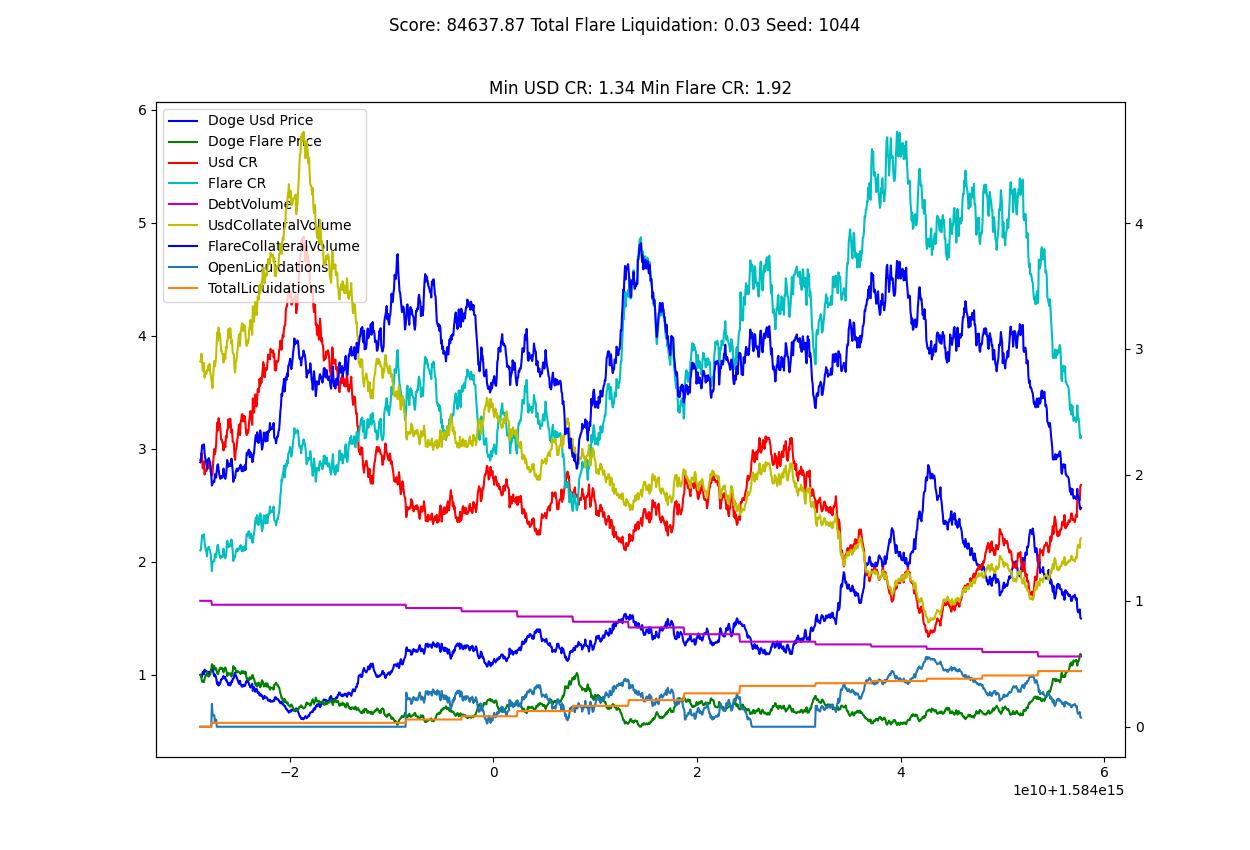 Score: 84637.87 Total Flare Liquidation: 0.03 Seed: 1044
Min USD CR: 1.34 Min Flare CR: 1.92
Doge Usd Price
Doge Flare Price
Usd CR
Flare CR
DebtVolume
UsdCollateralVolume
FlareCollateralVolume
OpenLiquidations
TotalLiquidations
6
5
4
3
2
1
4
3
2
1
0
−2
0
2
4
6
1e10+1.584e15